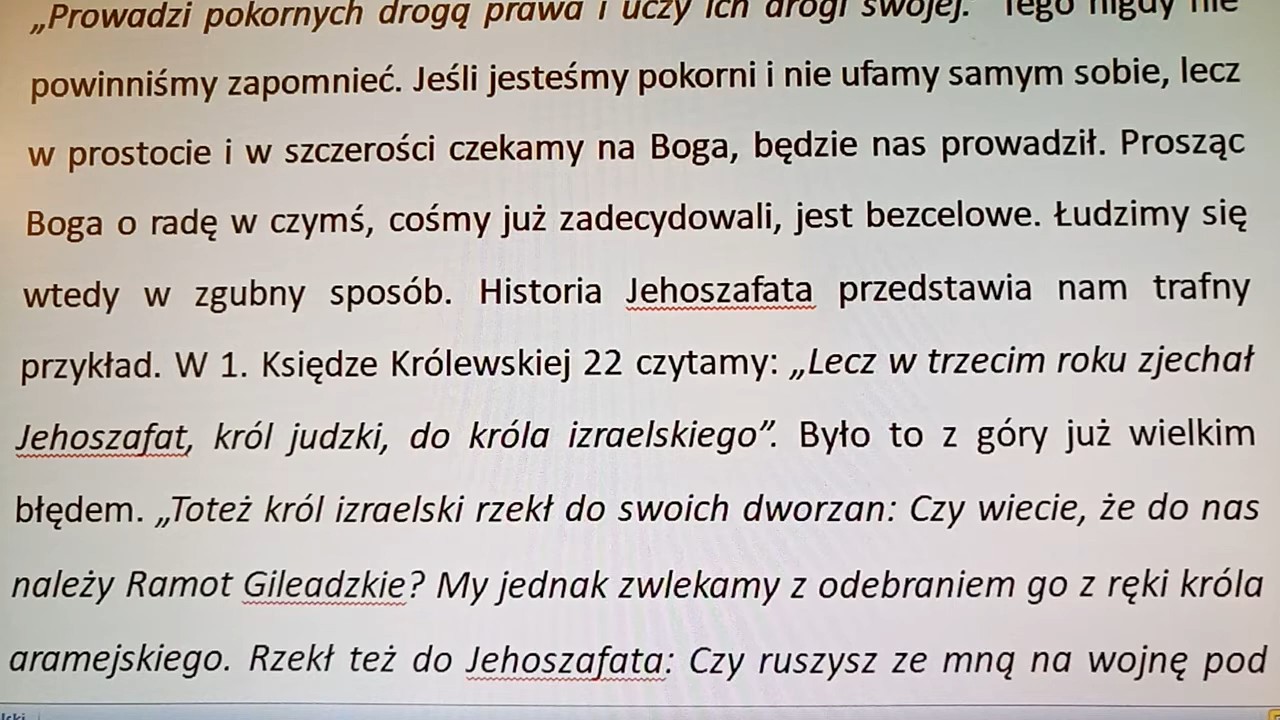 „Prowadzi pokornych drogą prawa i uczy ich drogi swojej.” Tego nigdy nie
powinniśmy zapomnieć. Jeśli jesteśmy pokorni i nie ufamy samym sobie, lecz
w prostocie i w szczerości czekamy na Boga, będzie nas prowadził. Prosząc
Boga o radę w czymś, cośmy już zadecydowali, jest bezcelowe. Łudzimy się
wtedy w zgubny sposób. Historia Jehoszafata przedstawia nam trafny
przykład. W 1. Księdze Królewskiej 22 czytamy: „Lecz w trzecim roku zjechał
Jehoszafat, król judzki, do króla izraelskiego”. Było to z góry już wielkim
błędem. „Toteż król izraelski rzekł do swoich dworzan: Czy wiecie, że do nas
należy Ramot Gileadzkie? My jednak zwlekamy z odebraniem go z ręki króla
aramejskiego. Rzekł też do Jehoszafata: Czy ruszysz ze mną na wojnę pod